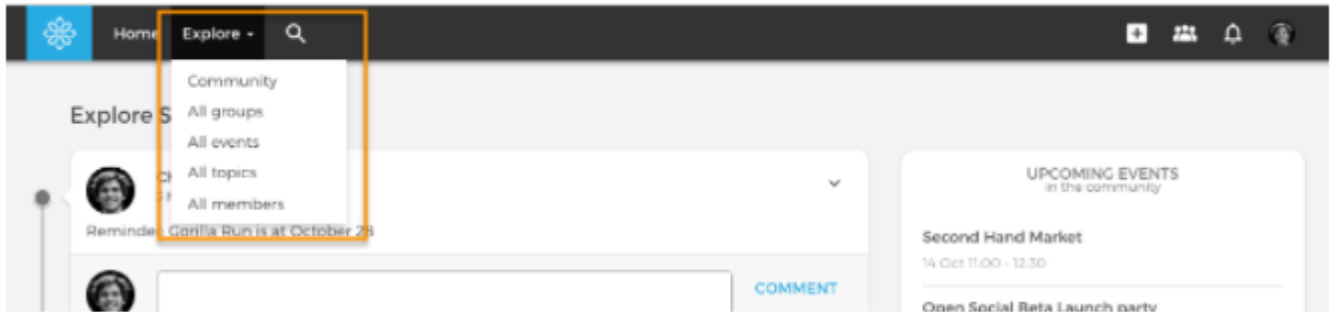 Home Explore
Community
All groups
All events
All topics
All members
Explore S
Reminder: Gorilla Run is at October 28
COMMENT
UPCOMING EVENTS
in the community
Second Hand Market
14 Oct 11.00 - 12.30
Open Social Beta Launch party